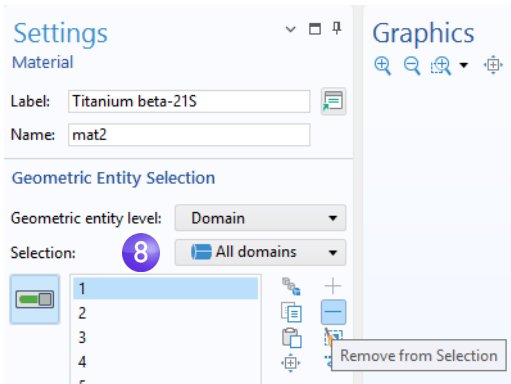 Settings
Material
Label: Titanium beta-21S
Name: mat2
Geometric Entity Selection
Geometric entity level: Domain
Selection: 8 All domains
1
2
3
4
Remove from Selection
Graphics